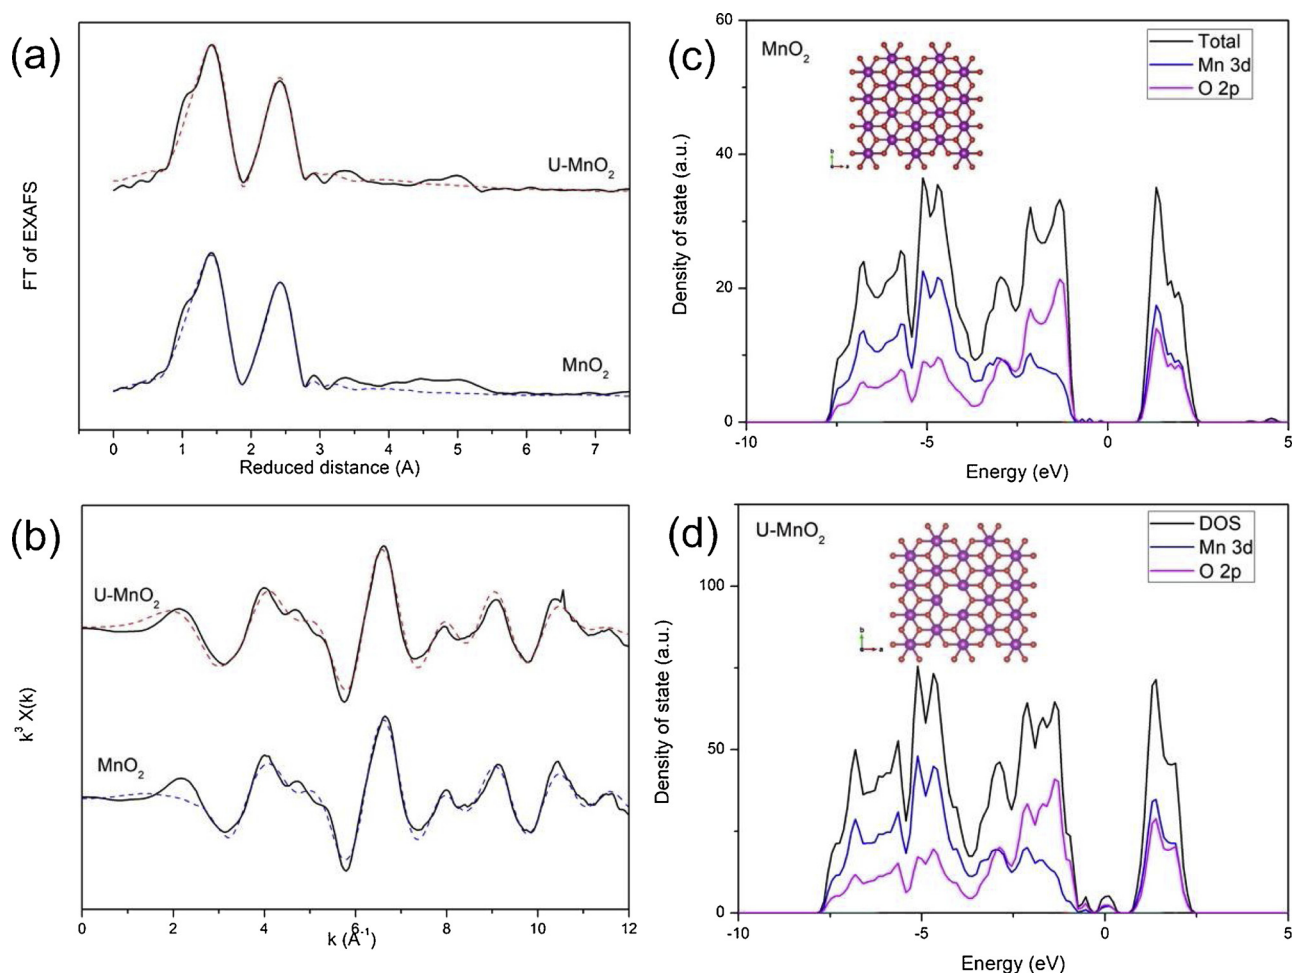 (a)
U-MnO2
MnO2
FT of EXAFS
0 1 2 3 4 5 6 7
Reduced distance (A)
(b)
U-MnO2
MnO2
k3 X(k)
0 2 4 6 8 10 12
k (Å-1)
(c)
MnO2
Total
Mn 3d
O 2p
b
a
Density of state (a.u.)
60
40
20
0
-10 -5 0 5
Energy (eV)
(d)
U-MnO2
DOS
Mn 3d
O 2p
b
a
Density of state (a.u.)
100
50
0
-10 -5 0 5
Energy (eV)